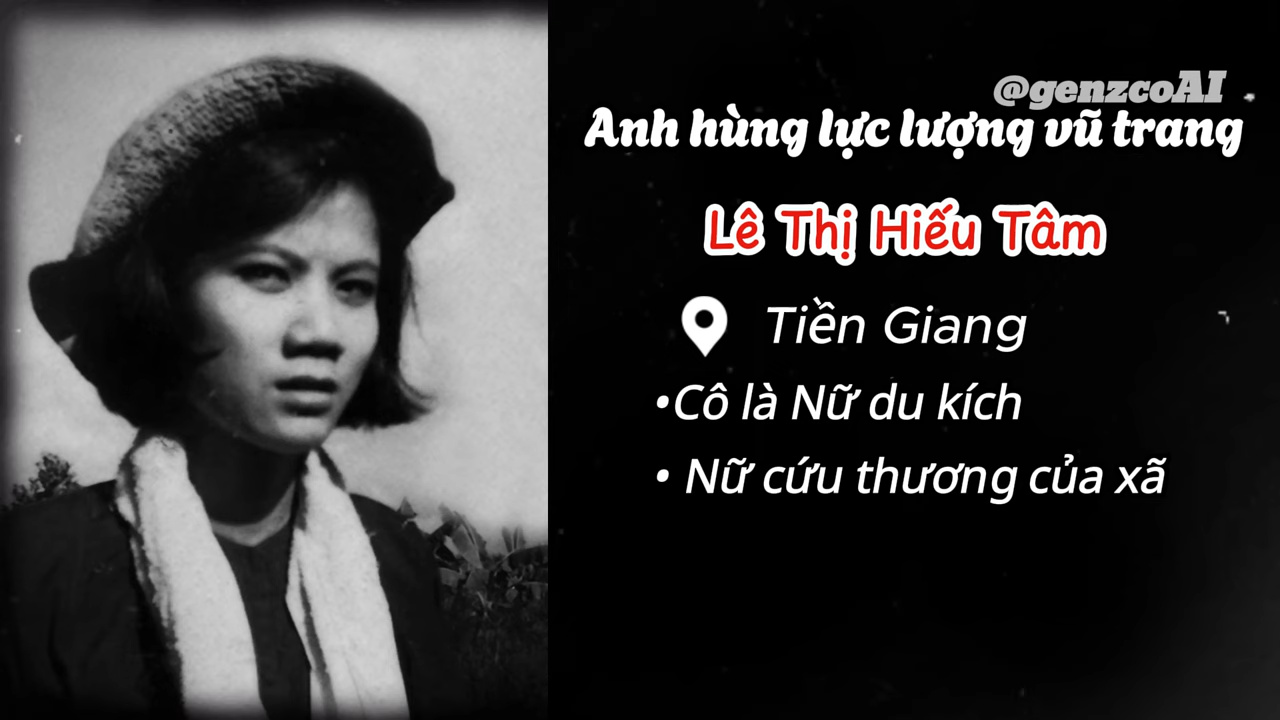 @genzcoAI
Anh hùng lực lượng vũ trang
Lê Thị Hiếu Tâm
Tiền Giang
•Cô là Nữ du kích
• Nữ cứu thương của xã